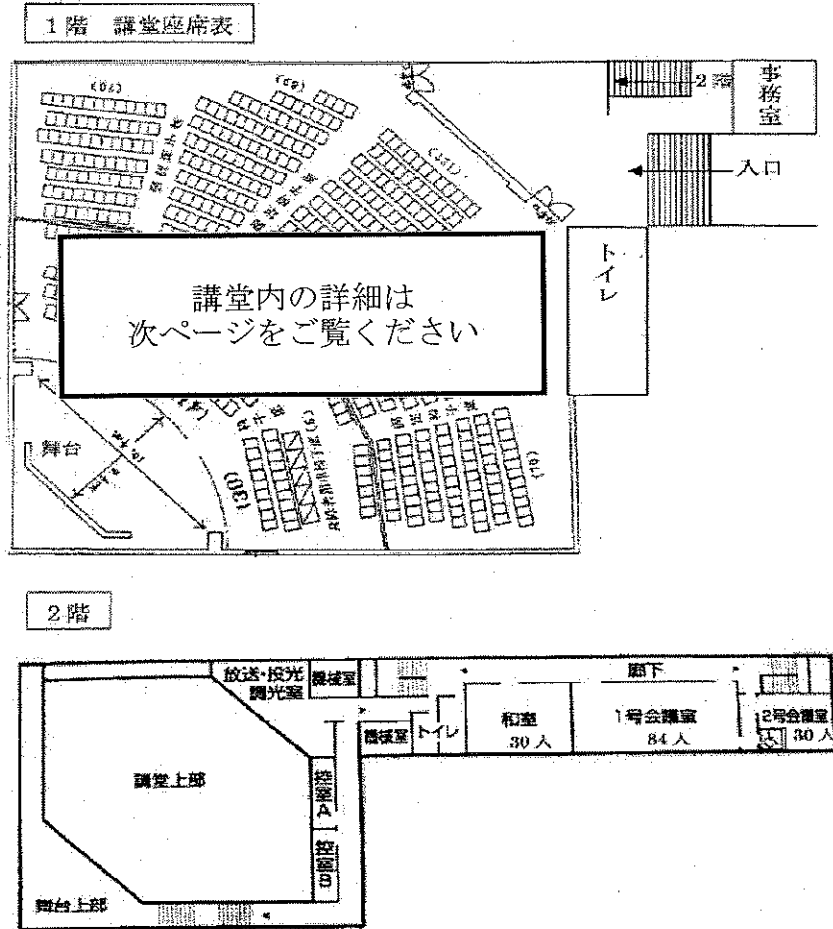 1階 講堂座席表
(70)
2階
事務室
入口
トイレ
講堂内の詳細は
次ページをご覧ください
舞台
(30)
(70)
2階
放送・投光
調光室
機械室
廊下
機械室
トイレ
和室
30人
1号会議室
84人
2号会議室
30人
講堂上部
控室A
控室B
舞台上部